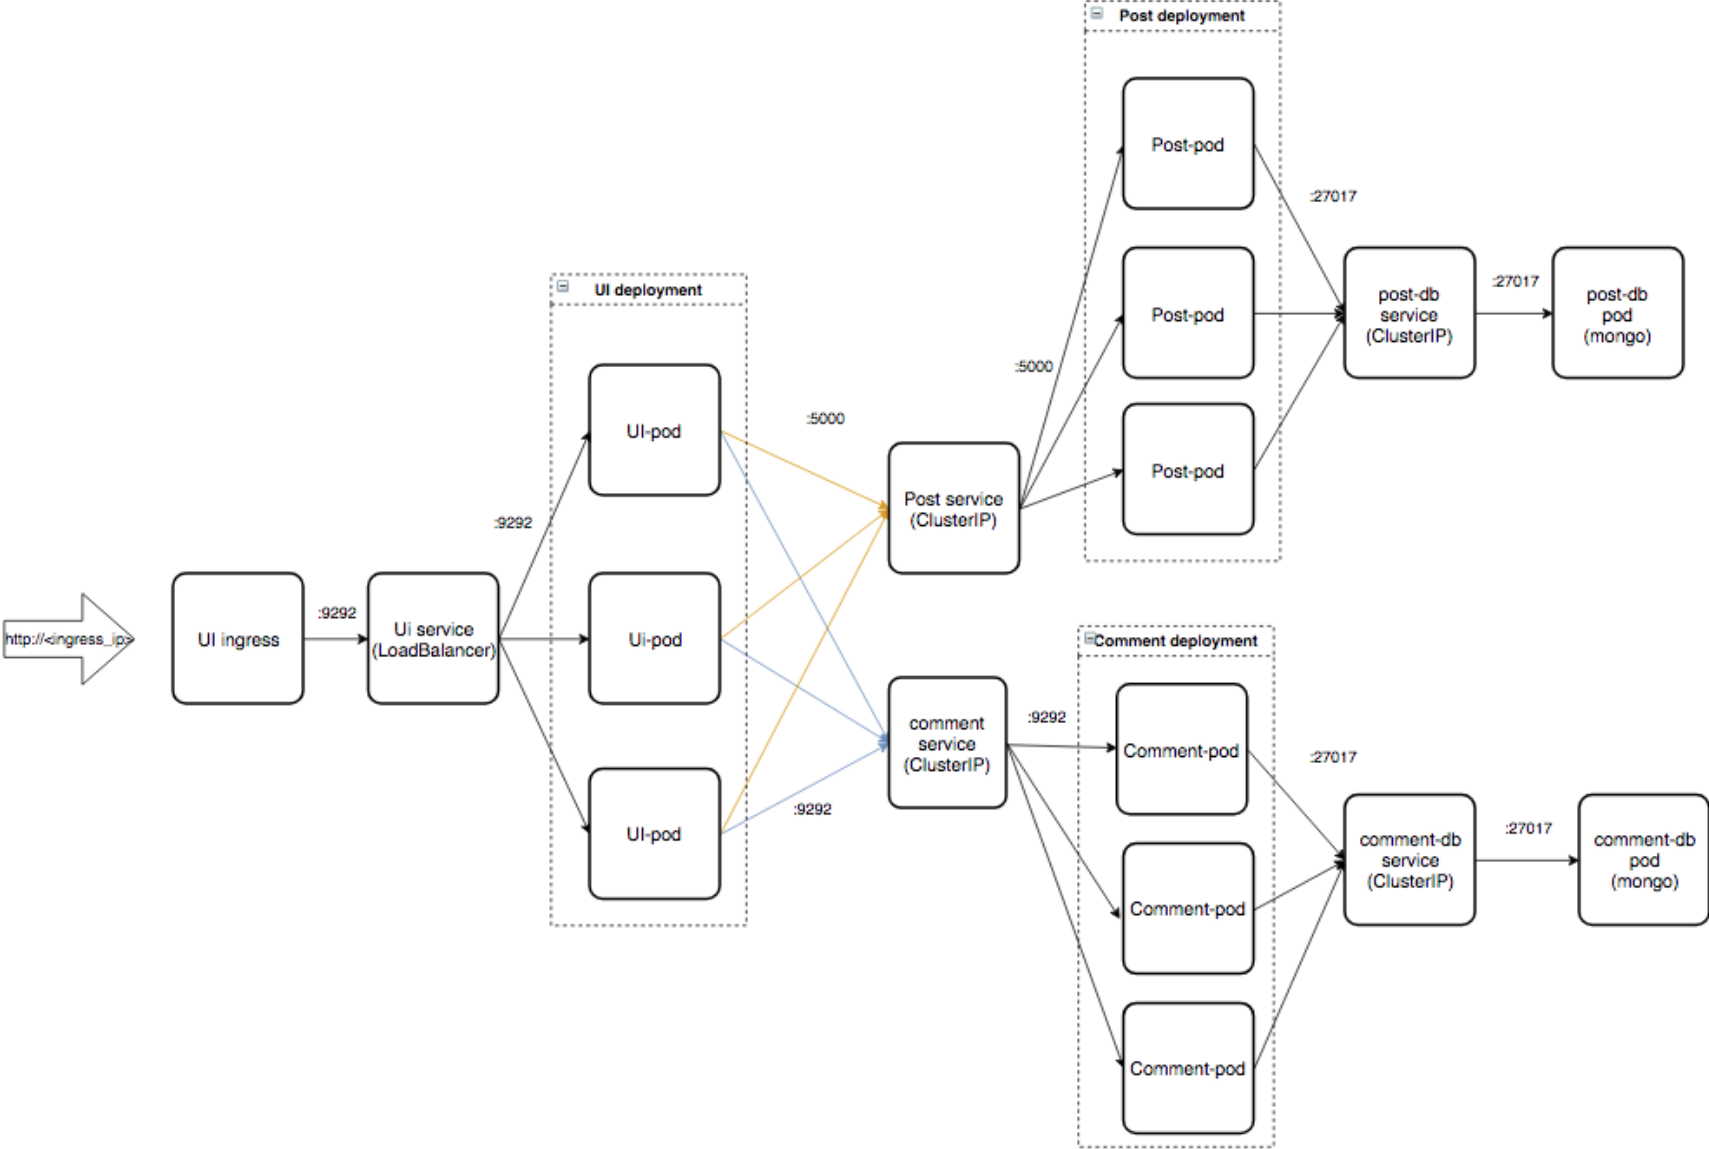 Post deployment
Post-pod
:27017
Post-pod
post-db
service
(ClusterIP)
:27017
post-db
pod
(mongo)
:5000
Post-pod
UI deployment
UI-pod
:5000
:9292
Post service
(ClusterIP)
http://<ingress_ip>
UI ingress
:9292
Ui service
(LoadBalancer)
Ui-pod
UI-pod
:9292
comment
service
(ClusterIP)
:9292
Comment deployment
Comment-pod
:27017
Comment-pod
comment-db
service
(ClusterIP)
:27017
comment-db
pod
(mongo)
Comment-pod